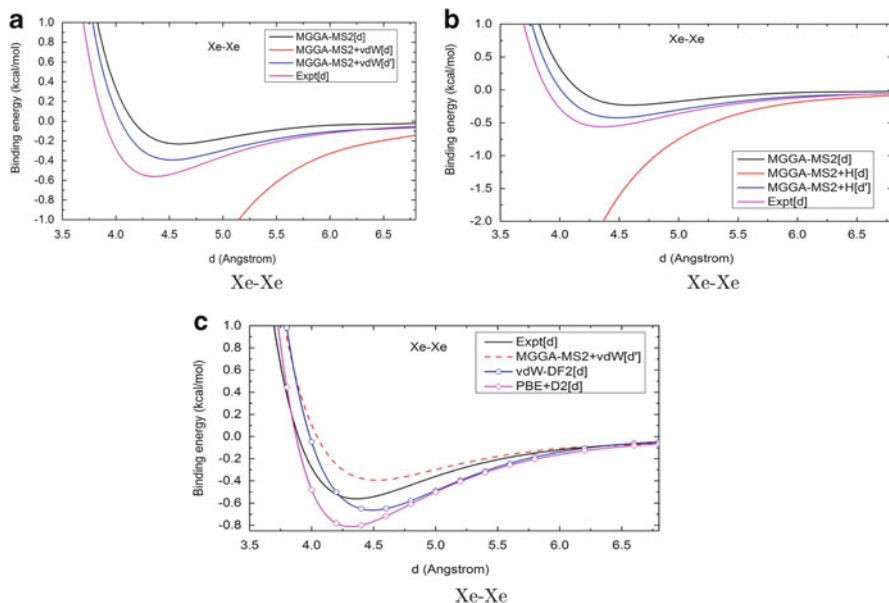 a
1.0
0.8
0.6
0.4
0.2
0.0
-0.2
-0.4
-0.6
-0.8
-1.0
Binding energy (kcal/mol)
Xe-Xe
MGGA-MS2[d]
MGGA-MS2+vdW[d]
MGGA-MS2+vdW[d']
Expt[d]
3.5 4.0 4.5 5.0 5.5 6.0 6.5
d (Angstrom)
Xe-Xe
b
1.0
0.5
0.0
-0.5
-1.0
-1.5
-2.0
Binding energy (kcal/mol)
Xe-Xe
MGGA-MS2[d]
MGGA-MS2+H[d]
MGGA-MS2+H[d']
Expt[d]
3.5 4.0 4.5 5.0 5.5 6.0 6.5
d (Angstrom)
Xe-Xe
c
1.0
0.8
0.6
0.4
0.2
0.0
-0.2
-0.4
-0.6
-0.8
Binding energy (kcal/mol)
Xe-Xe
Expt[d]
MGGA-MS2+vdW[d']
vdW-DF2[d]
PBE+D2[d]
3.5 4.0 4.5 5.0 5.5 6.0 6.5
d (Angstrom)
Xe-Xe